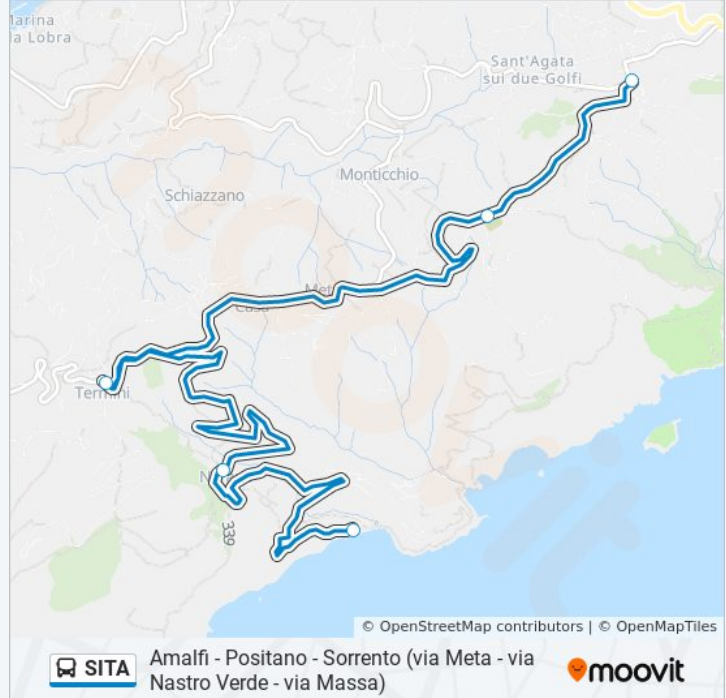 la Lobra
Sant'Agata
sui due Golfi
Monticchio
Schiazzano
Termini
339
© OpenStreetMap contributors | © OpenMapTiles
SITA
Amalfi - Positano - Sorrento (via Meta - via
Nastro Verde - via Massa)
moovit